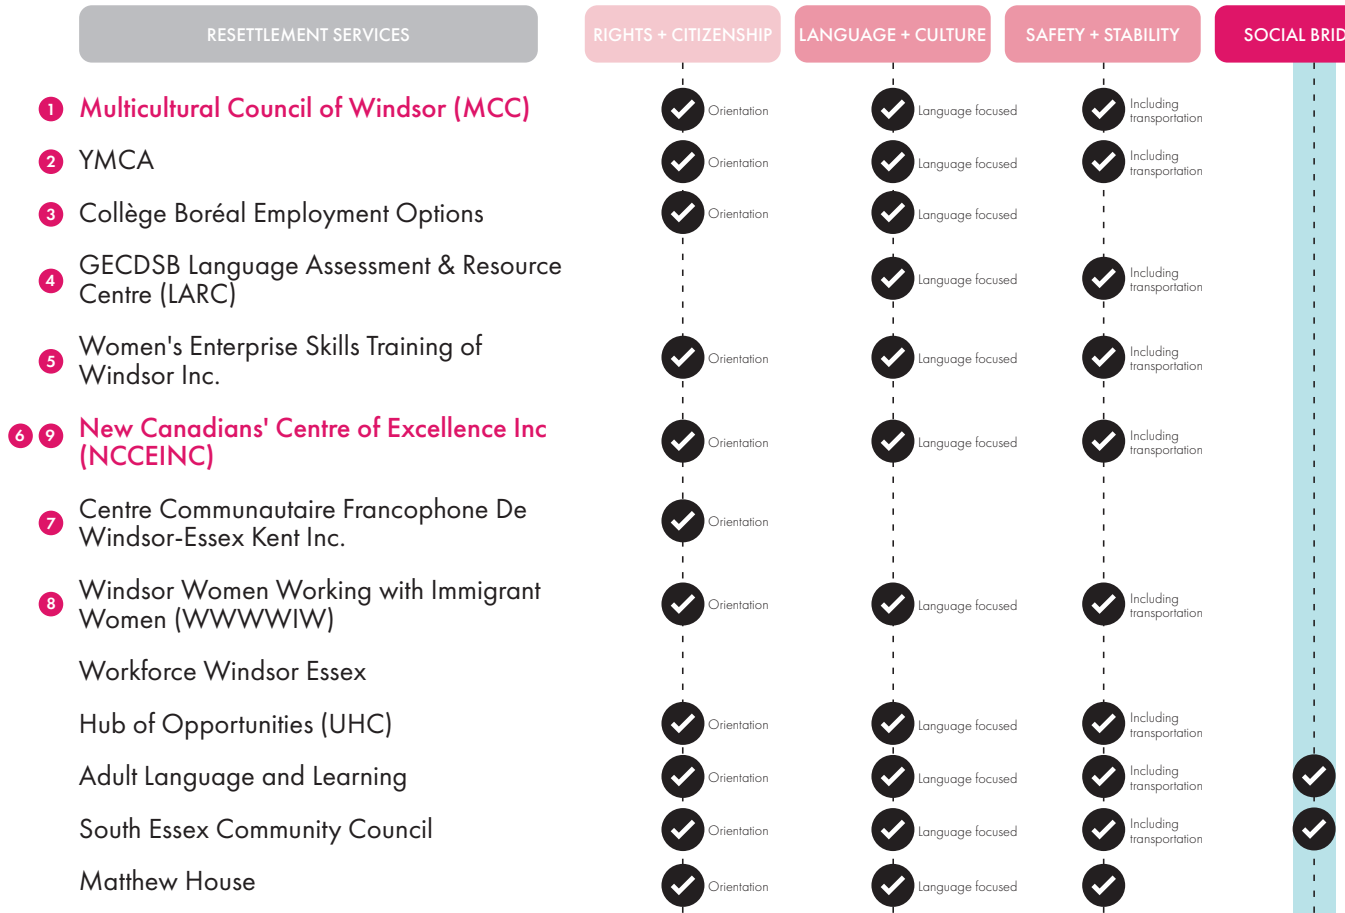 RESETTLEMENT SERVICES RIGHTS + CITIZENSHIP LANGUAGE + CULTURE SAFETY + STABILITY SOCIAL BRID
1 Multicultural Council of Windsor (MCC) Orientation Language focused Including transportation
2 YMCA Orientation Language focused Including transportation
3 Collège Boréal Employment Options Orientation Language focused
4 GECDSB Language Assessment & Resource
Centre (LARC) Language focused Including transportation
5 Women's Enterprise Skills Training of
Windsor Inc. Orientation Language focused Including transportation
6 9 New Canadians' Centre of Excellence Inc
(NCCEINC) Orientation Language focused Including transportation
7 Centre Communautaire Francophone De
Windsor-Essex Kent Inc. Orientation
8 Windsor Women Working with Immigrant
Women (WWWWIW) Orientation Language focused Including transportation
Workforce Windsor Essex
Hub of Opportunities (UHC) Orientation Language focused Including transportation
Adult Language and Learning Orientation Language focused Including transportation
South Essex Community Council Orientation Language focused Including transportation
Matthew House Orientation Language focused